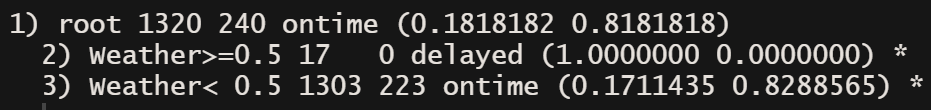 1) root 1320 240 ontime (0.1818182 0.8181818)
2) Weather>=0.5 17 0 delayed (1.0000000 0.0000000) *
3) Weather< 0.5 1303 223 ontime (0.1711435 0.8288565) *